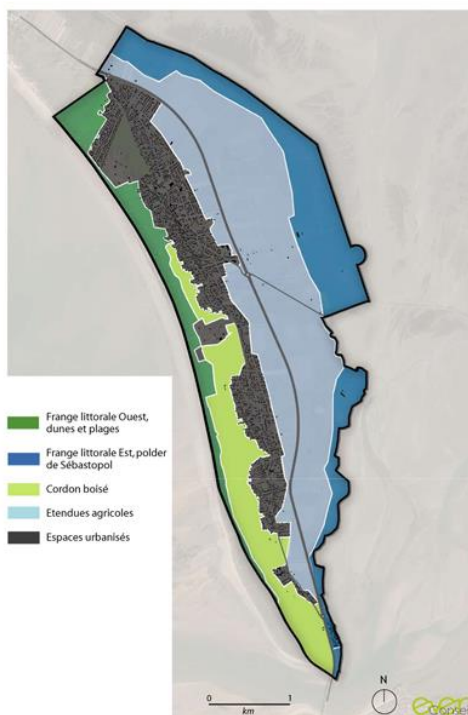 Frange littorale Ouest,
dunes et plages
Frange littorale Est, polder
de Sébastopol
Cordon boisé
Etendues agricoles
Espaces urbanisés
0 1
km
N